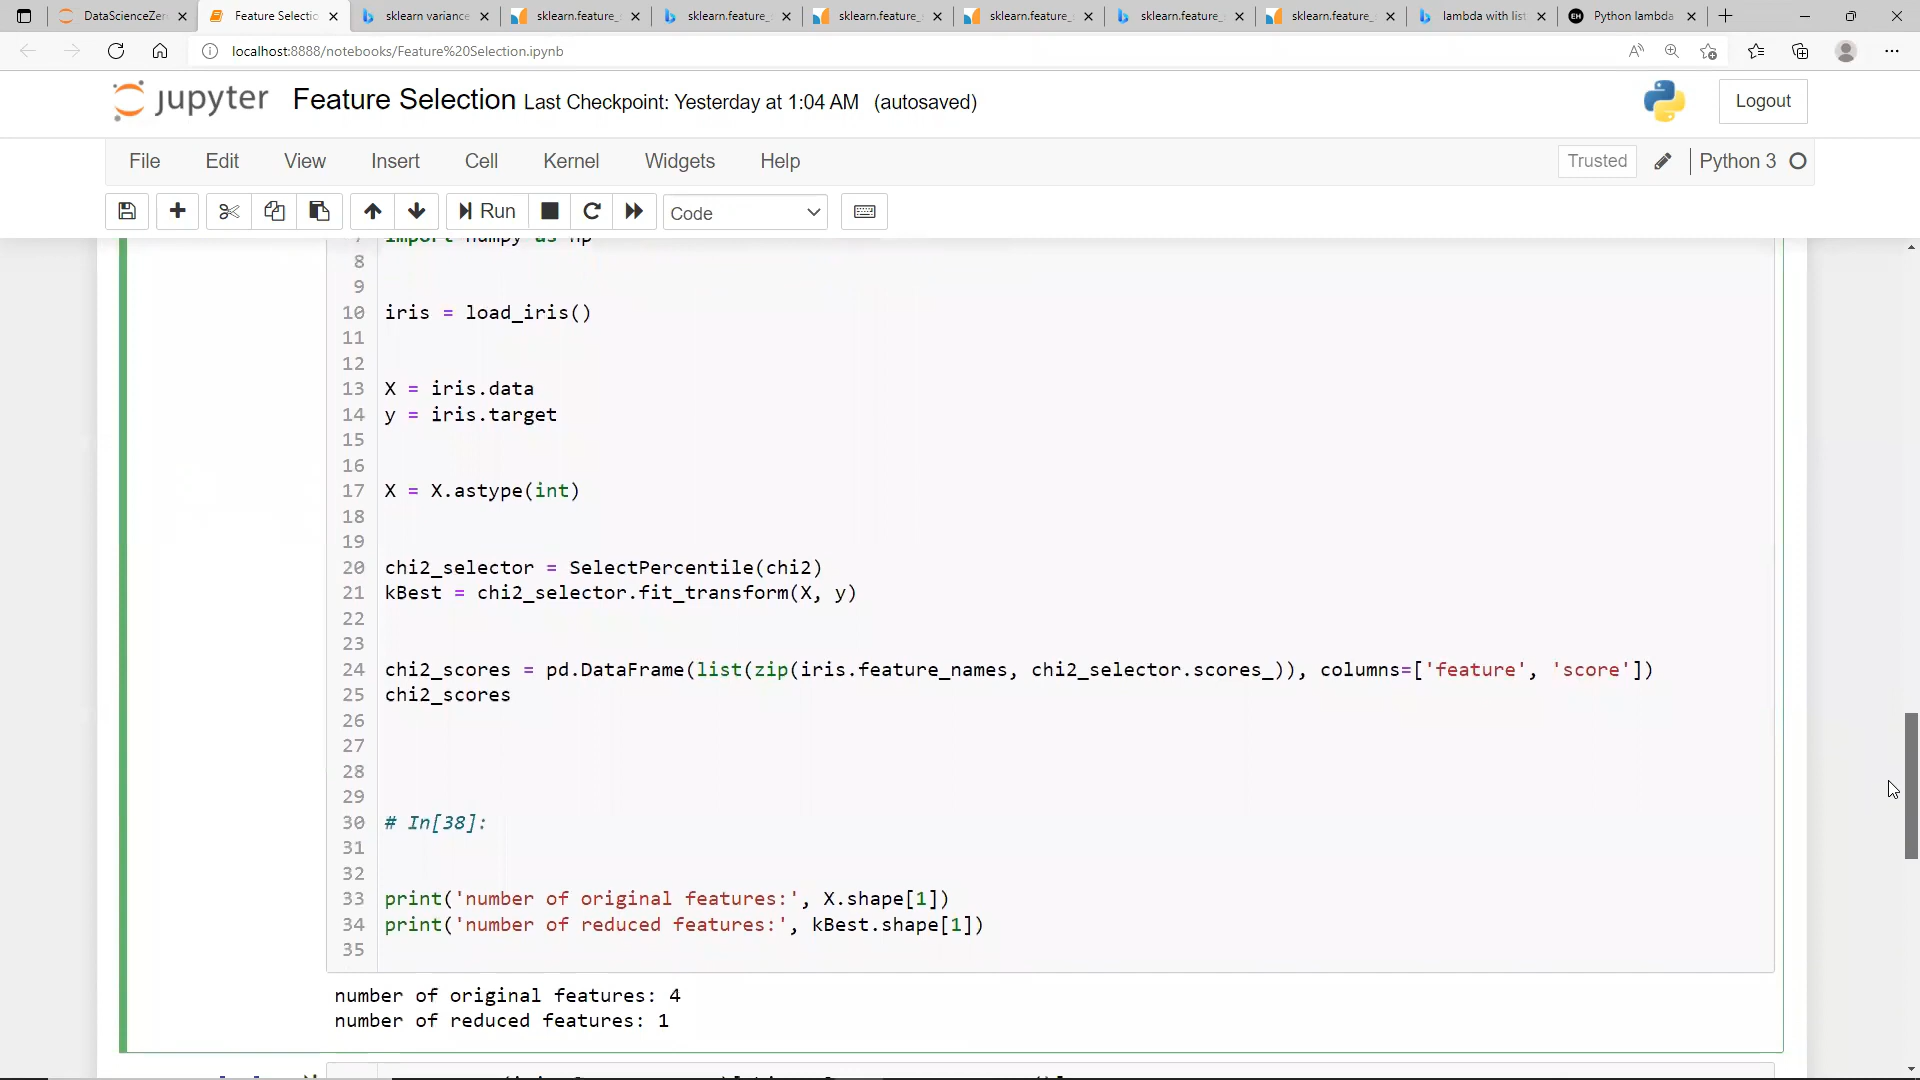 DataScienceZer
Feature Selectio
sklearn variance
sklearn.feature_
sklearn.feature_
sklearn.feature_
sklearn.feature_
sklearn.feature_
sklearn.feature_
lambda with list
EH Python lambda
localhost:8888/notebooks/Feature%20Selection.ipynb
jupyter Feature Selection Last Checkpoint: Yesterday at 1:04 AM (autosaved)
Logout
File Edit View Insert Cell Kernel Widgets Help
Trusted Python 3
Run Code
7 import numpy as np
8
9
10 iris = load_iris()
11
12
13 X = iris.data
14 y = iris.target
15
16
17 X = X.astype(int)
18
19
20 chi2_selector = SelectPercentile(chi2)
21 kBest = chi2_selector.fit_transform(X, y)
22
23
24 chi2_scores = pd.DataFrame(list(zip(iris.feature_names, chi2_selector.scores_)), columns=['feature', 'score'])
25 chi2_scores
26
27
28
29
30 # In[38]:
31
32
33 print('number of original features:', X.shape[1])
34 print('number of reduced features:', kBest.shape[1])
35
number of original features: 4
number of reduced features: 1